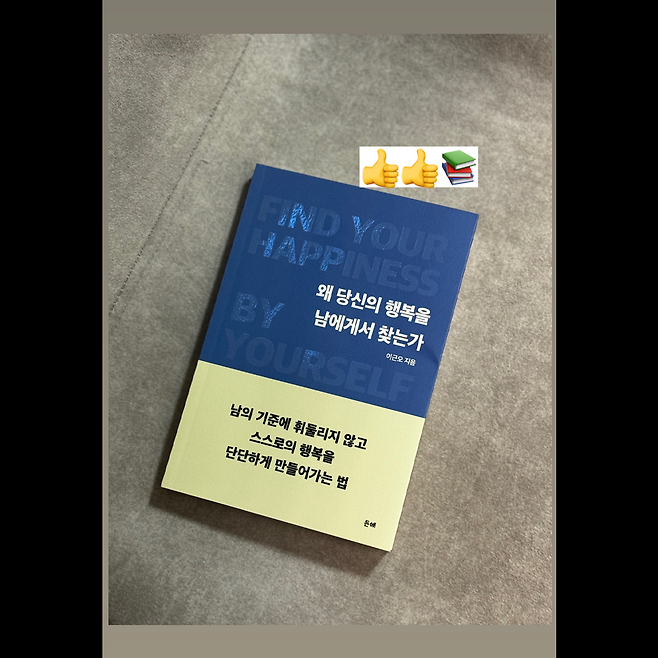 FIND YOUR
HAPPINESS
BY
YOURSELF
왜 당신의 행복을
남에게서 찾는가
이근오 지음
남의 기준에 휘둘리지 않고
스스로의 행복을
단단하게 만들어가는 법